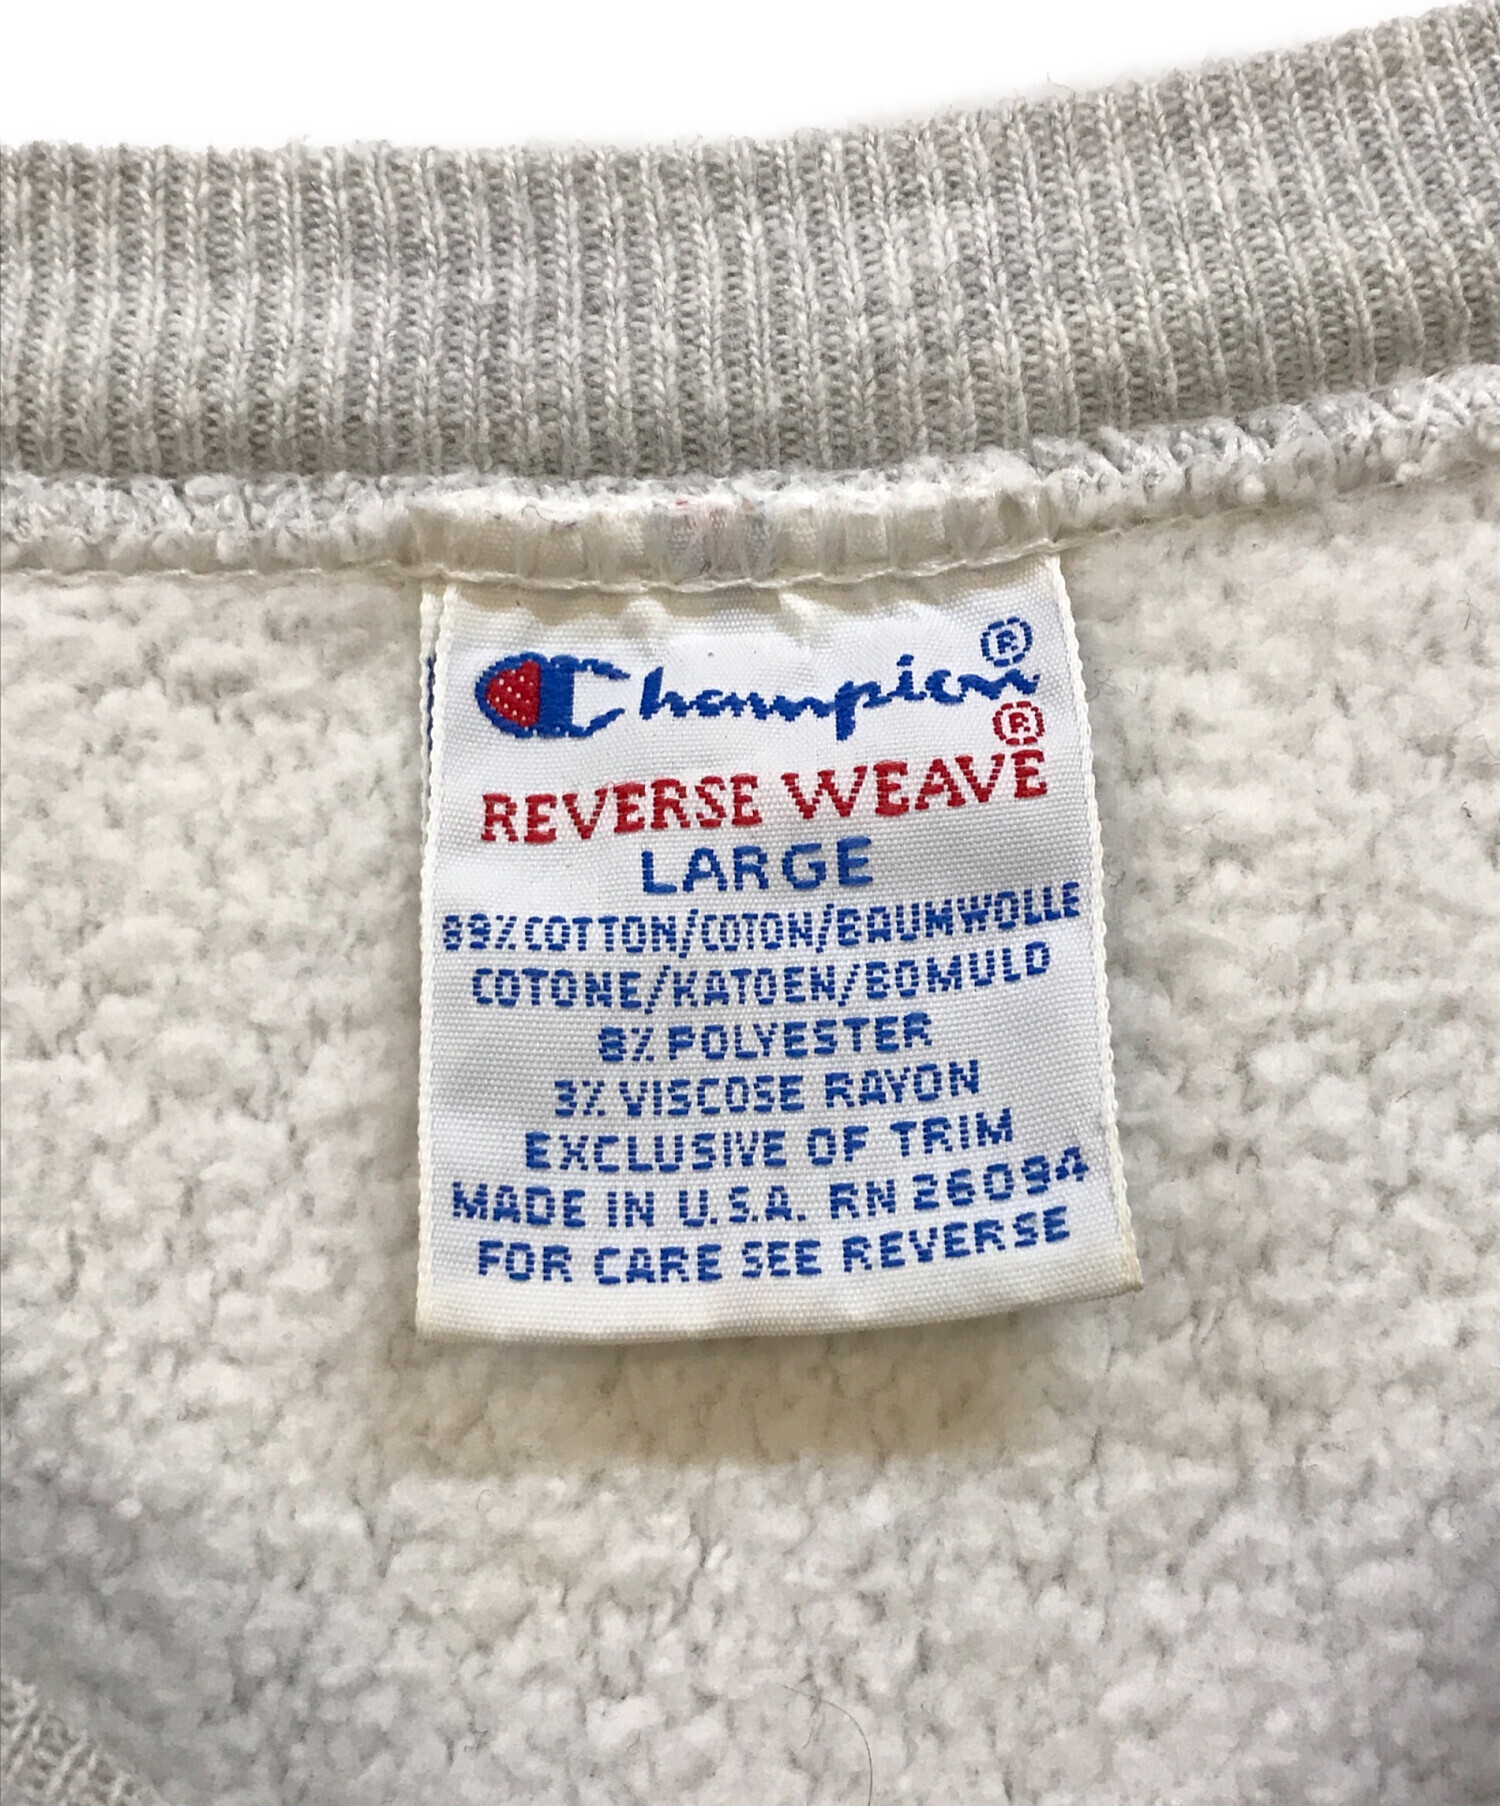 Champion®
REVERSE WEAVE®
LARGE
89% COTTON/COTON/BAUMWOLLE
COTONE/KATOEN/BOMULD
8% POLYESTER
3% VISCOSE RAYON
EXCLUSIVE OF TRIM
MADE IN U.S.A. RN 26094
FOR CARE SEE REVERSE